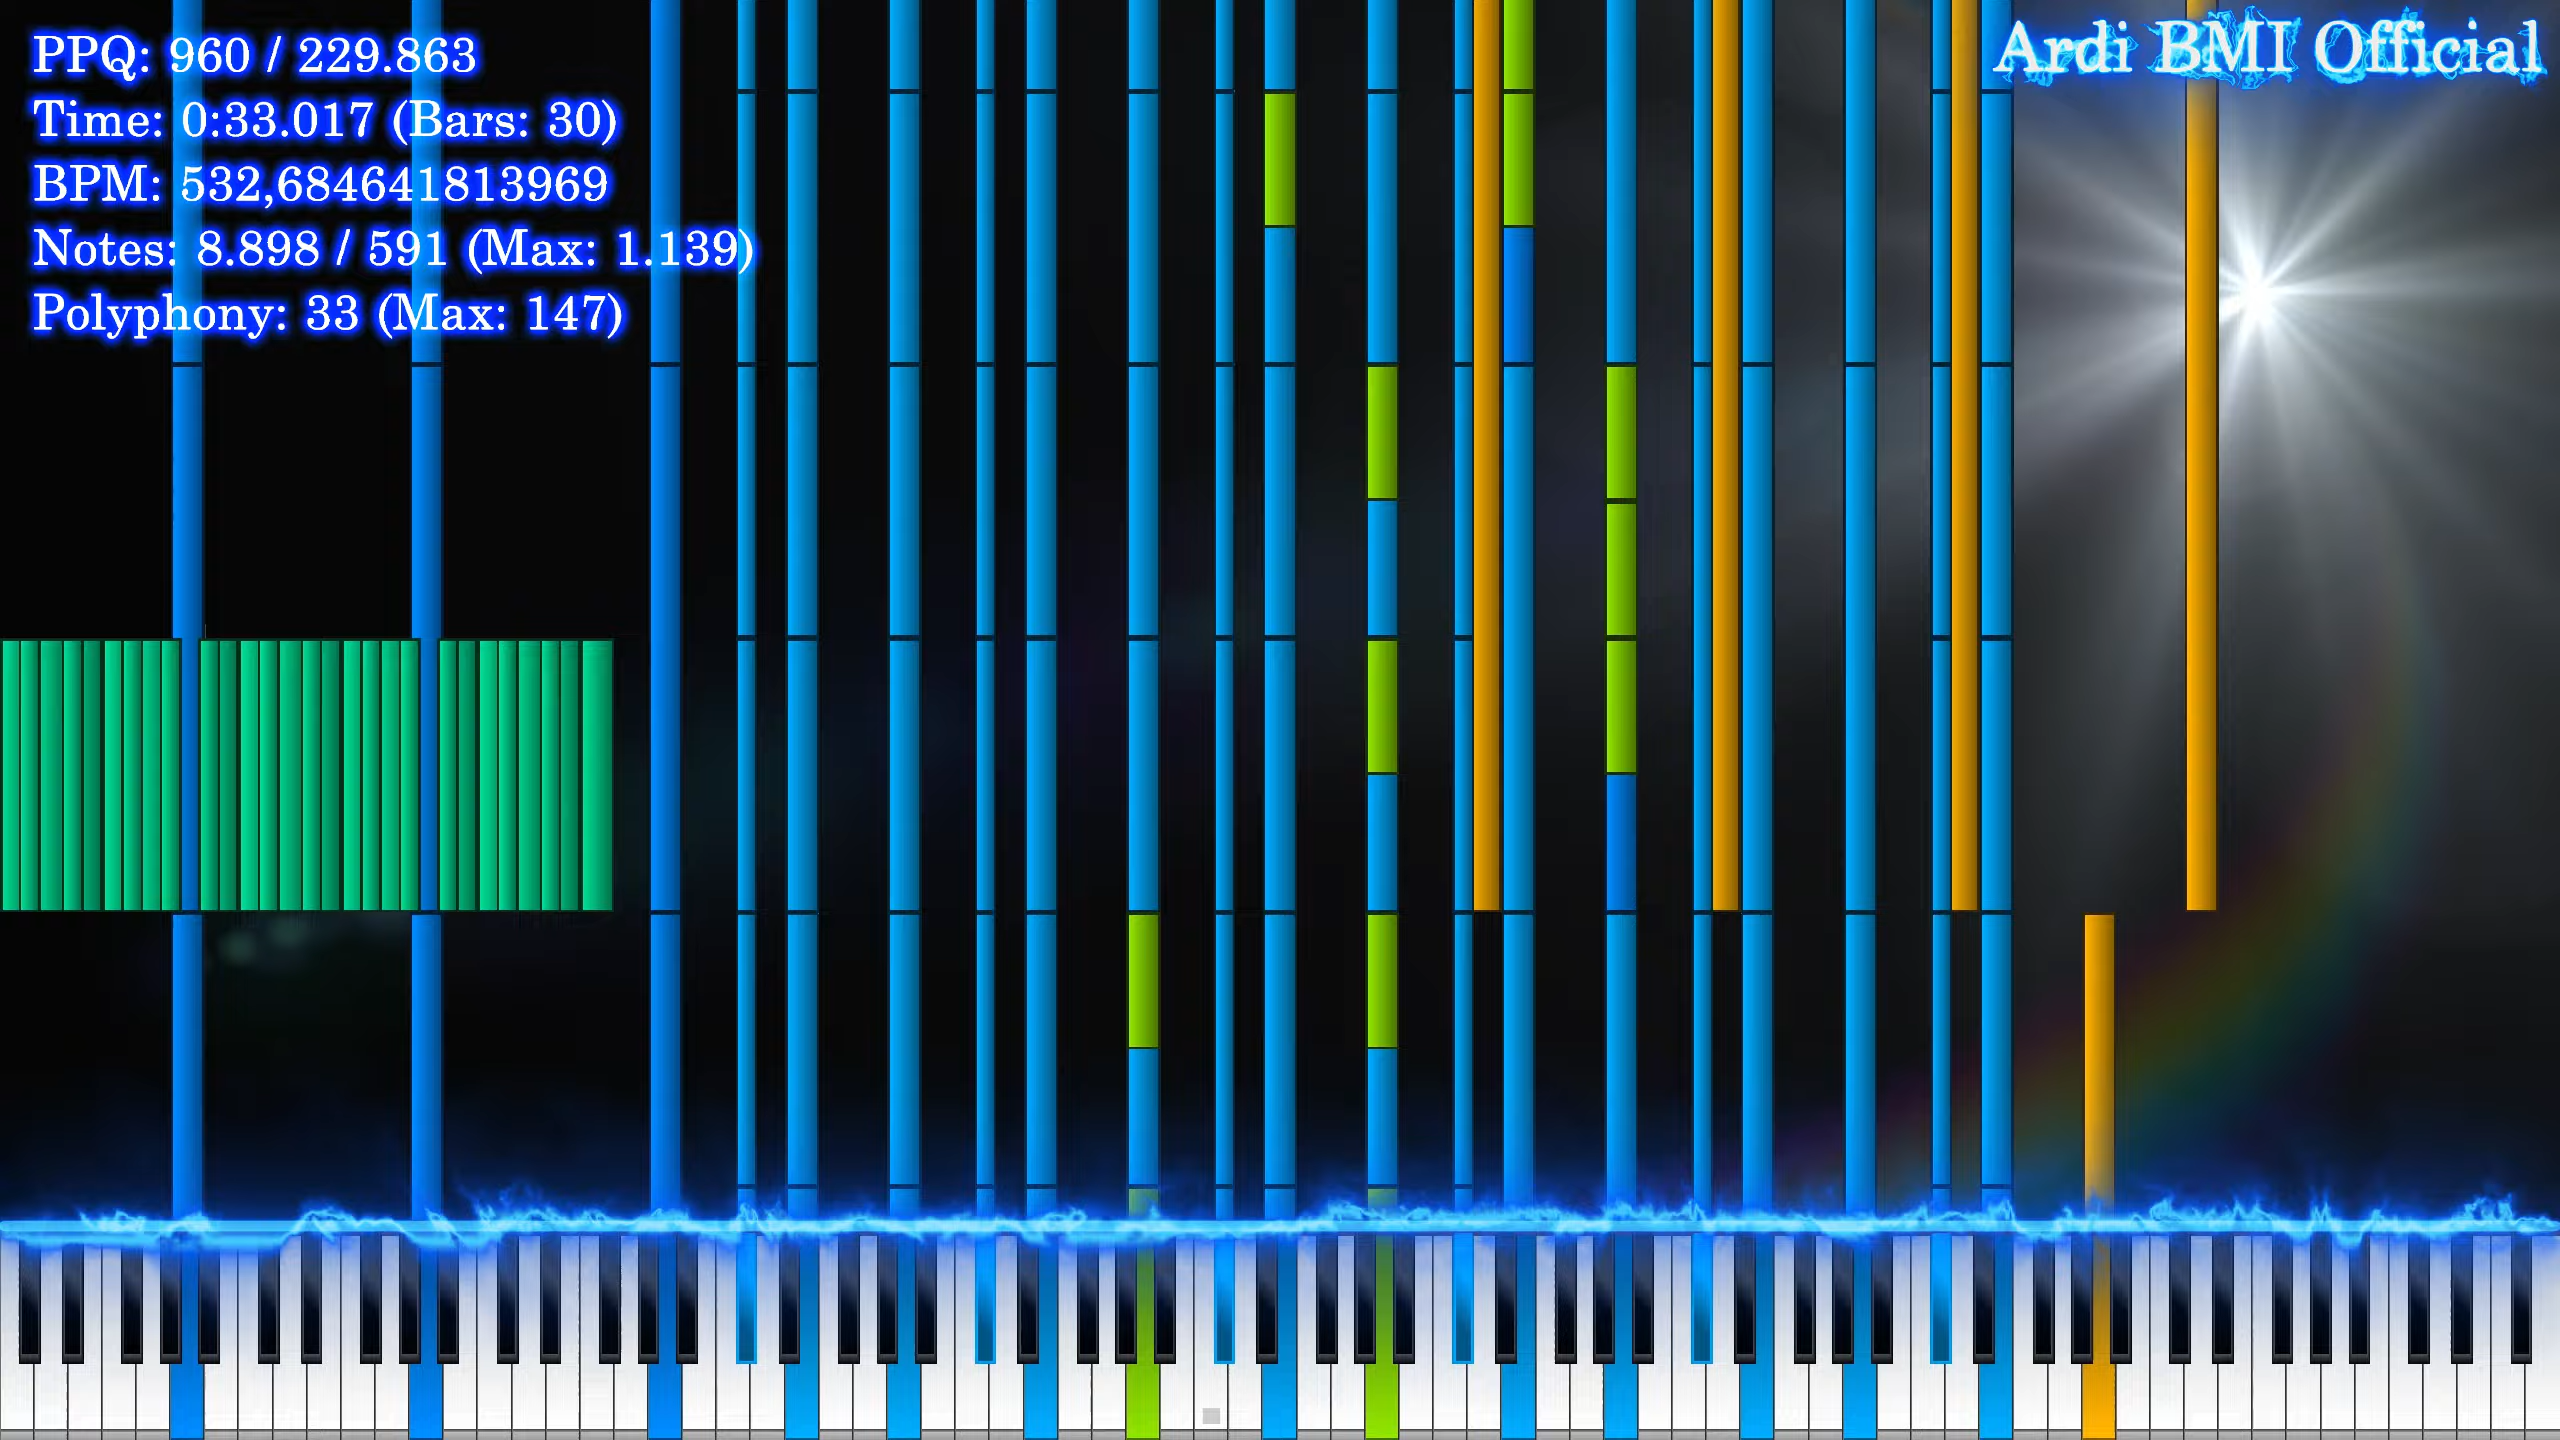 PPQ: 960 / 229.863
Time: 0:33.017 (Bars: 30)
BPM: 532,684641813969
Notes: 8.898 / 591 (Max: 1.139)
Polyphony: 33 (Max: 147)
Ardi BMI Official